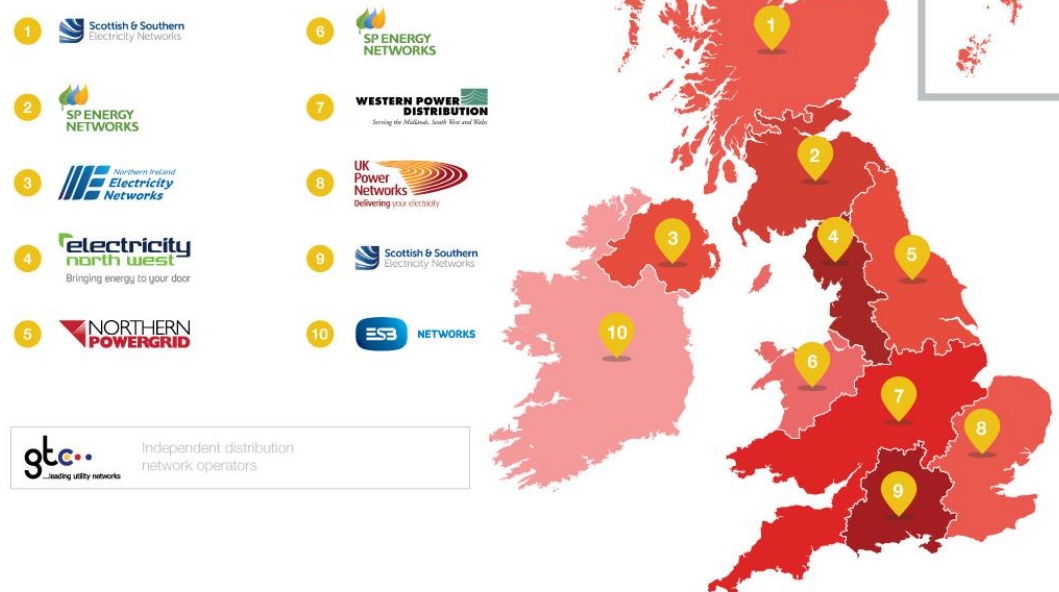 1
Scottish & Southern
Electricity Networks
2
SP ENERGY
NETWORKS
3
Northern Ireland
Electricity
Networks
4
electricity
north west
Bringing energy to your door
5
NORTHERN
POWERGRID
6
SP ENERGY
NETWORKS
7
WESTERN POWER
DISTRIBUTION
Serving the Midlands, South West and Wales
8
UK
Power
Networks
Delivering your electricity
9
Scottish & Southern
Electricity Networks
10
ESB NETWORKS
gtc
...leading utility networks
Independent distribution
network operators
1
2
3
4
5
10
6
7
8
9